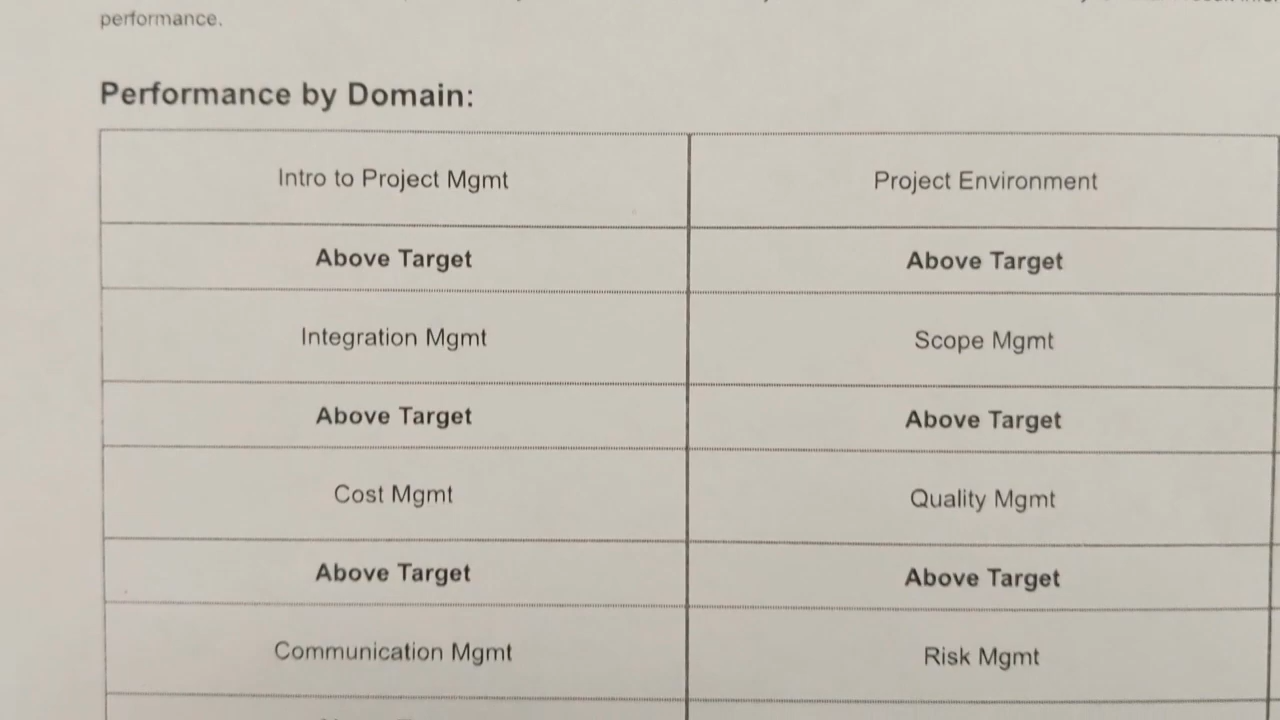 performance.
Performance by Domain:
Intro to Project Mgmt Project Environment
Above Target Above Target
Integration Mgmt Scope Mgmt
Above Target Above Target
Cost Mgmt Quality Mgmt
Above Target Above Target
Communication Mgmt Risk Mgmt